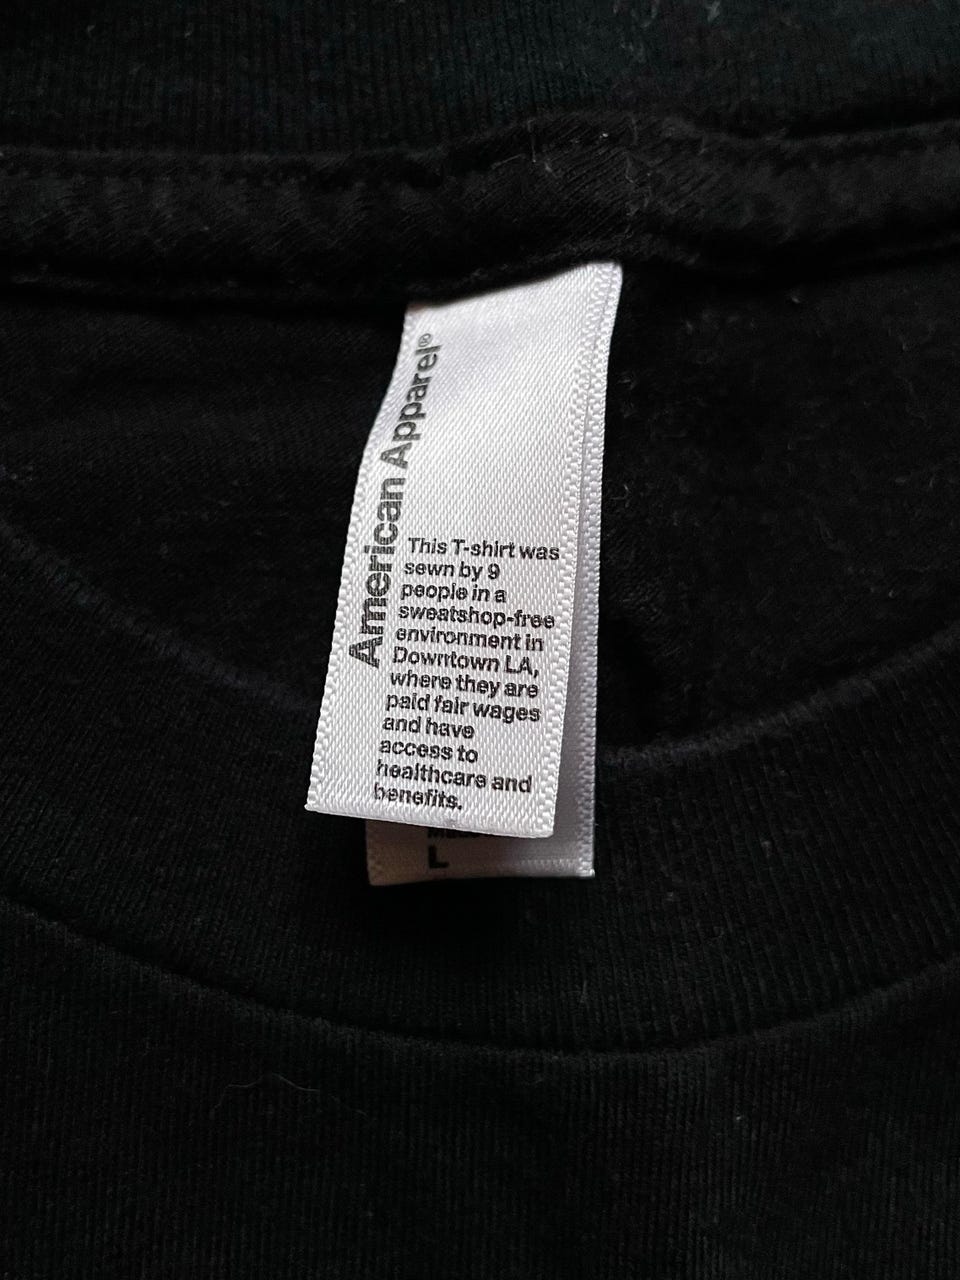 American Apparel®
This T-shirt was
sewn by 9
people in a
sweatshop-free
environment in
Downtown LA,
where they are
paid fair wages
and have
access to
healthcare and
benefits.
L